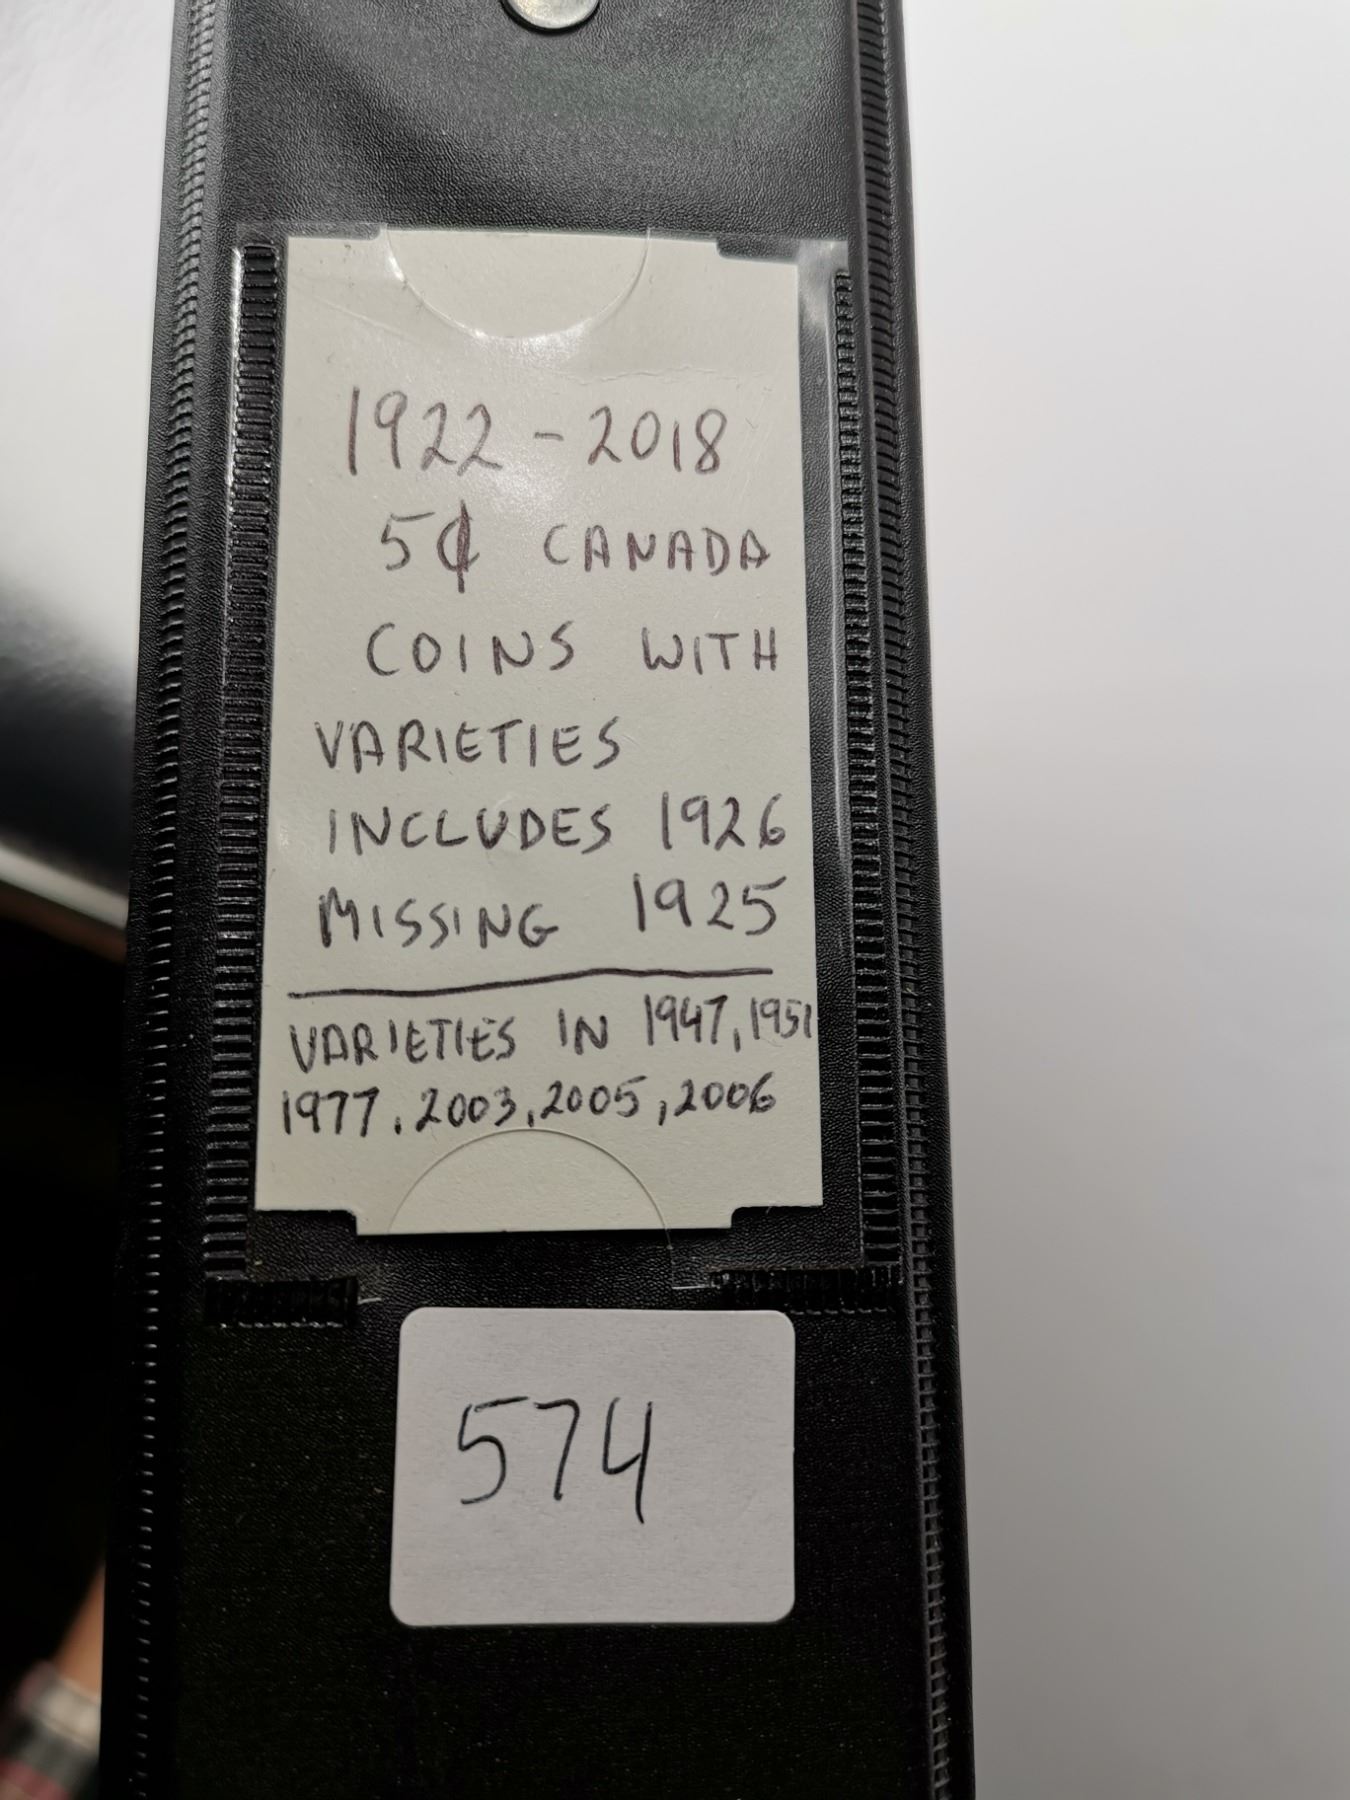 1922 - 2018
5¢ CANADA
COINS WITH
VARIETIES
INCLUDES 1926
MISSING 1925
VARIETIES IN 1947, 1951
1977, 2003, 2005, 2006
574